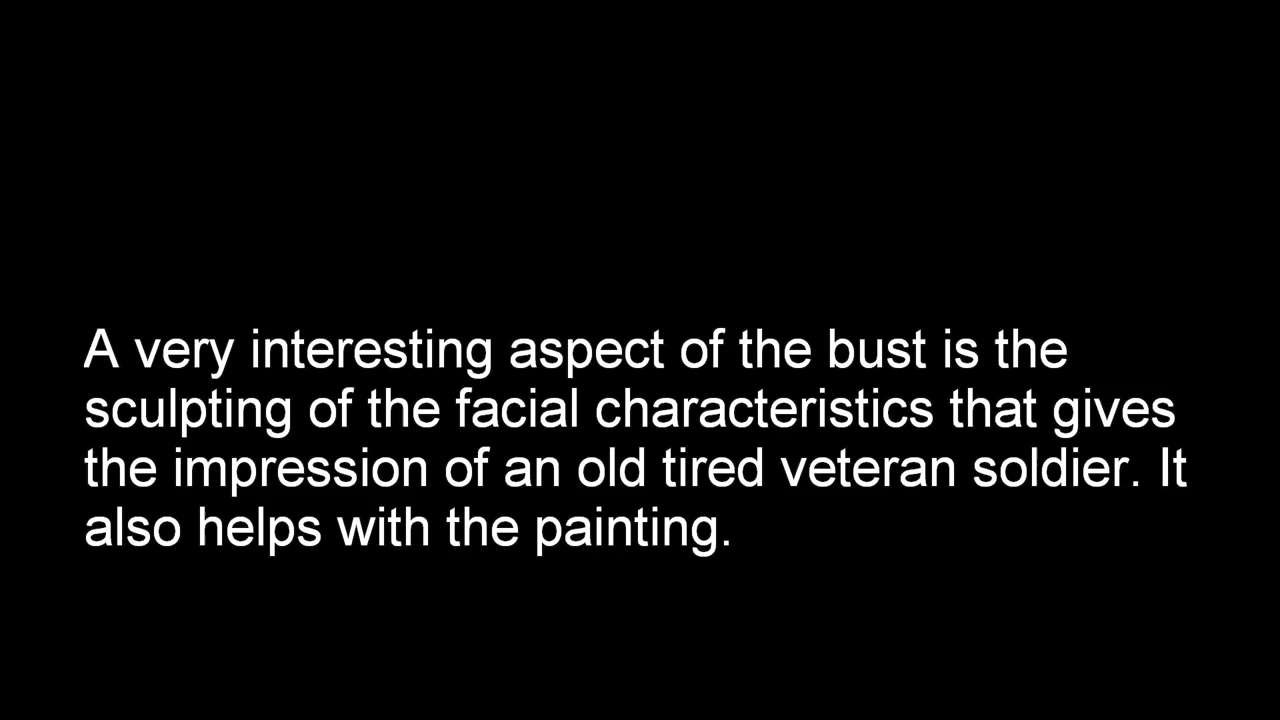 A very interesting aspect of the bust is the
sculpting of the facial characteristics that gives
the impression of an old tired veteran soldier. It
also helps with the painting.